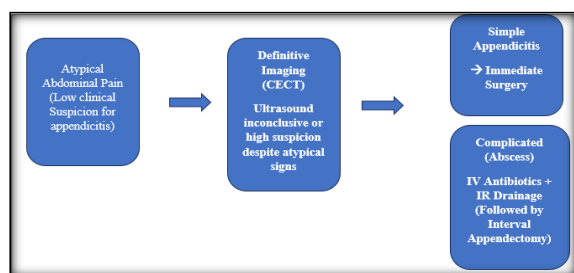 Atypical
Abdominal Pain
(Low clinical
Suspicion for
appendicitis)
Definitive
Imaging
(CECT)
Ultrasound
inconclusive or
high suspicion
despite atypical
signs
Simple
Appendicitis
→ Immediate
Surgery
Complicated
(Abscess)
IV Antibiotics +
IR Drainage
(Followed by
Interval
Appendectomy)